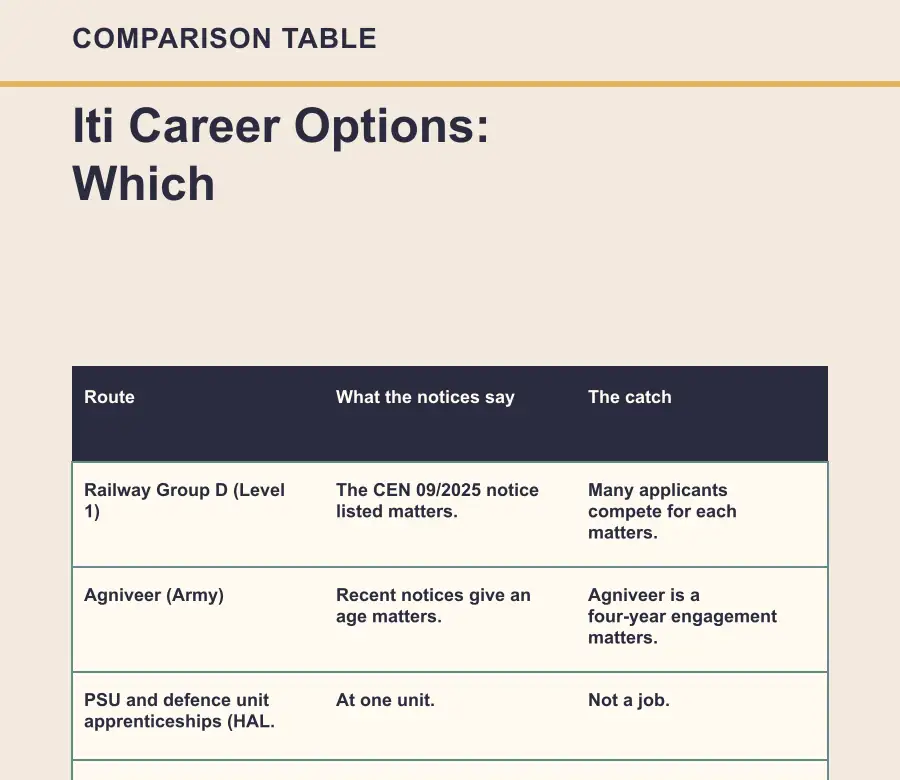 COMPARISON TABLE
Iti Career Options:
Which
Route
What the notices say
The catch
Railway Group D (Level
1)
The CEN 09/2025 notice
listed matters.
Many applicants
compete for each
matters.
Agniveer (Army)
Recent notices give an
age matters.
Agniveer is a
four-year engagement
matters.
PSU and defence unit
apprenticeships (HAL.
At one unit.
Not a job.